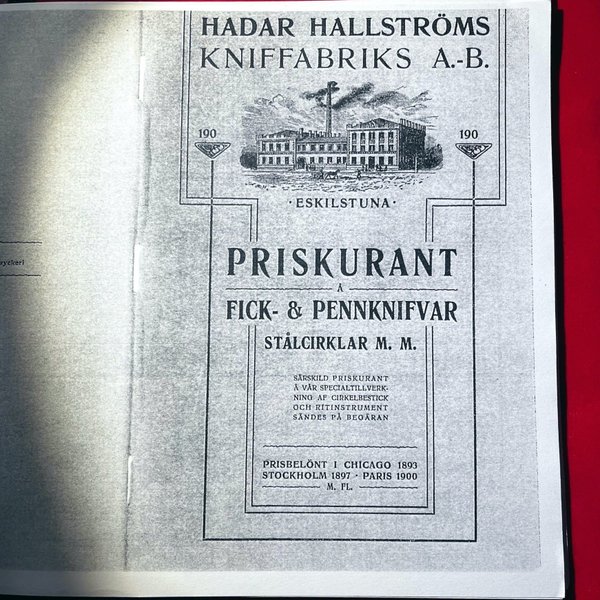 HADAR HALLSTRÖMS
KNIFFABRIKS A.-B.
190 190
· ESKILSTUNA ·
PRISKURANT
Å
FICK- & PENNKNIFVAR
STÅLCIRKLAR M. M.
SÄRSKILD PRISKURANT
Å VÅR SPECIALTILLVERK-
NING AF CIRKELBESTICK
OCH RITINSTRUMENT
SÄNDES PÅ BEGÄRAN
PRISBELÖNT I CHICAGO 1893
STOCKHOLM 1897 · PARIS 1900
M. FL.